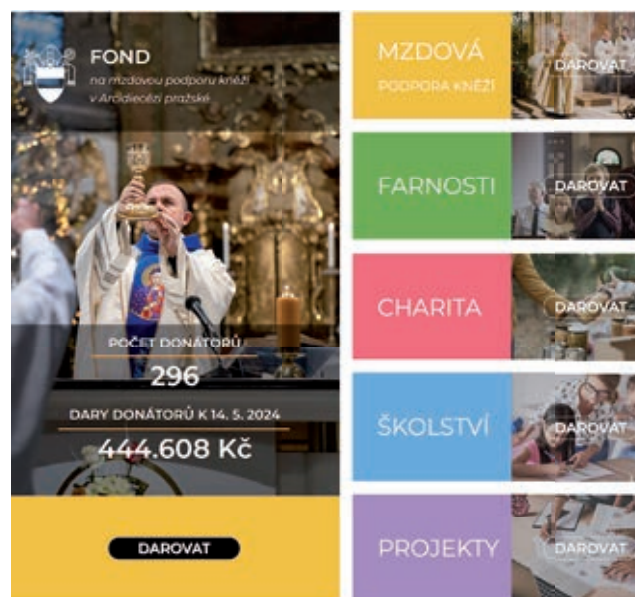 FOND
na mzdovou podporu kněží
v Arcidiecézi pražské
POČET DONÁTORŮ
296
DARY DONÁTORŮ K 14. 5. 2024
444.608 Kč
DAROVAT
MZDOVÁ
PODPORA KNĚŽÍ
DAROVAT
FARNOSTI
DAROVAT
CHARITA
DAROVAT
ŠKOLSTVÍ
DAROVAT
PROJEKTY
DAROVAT